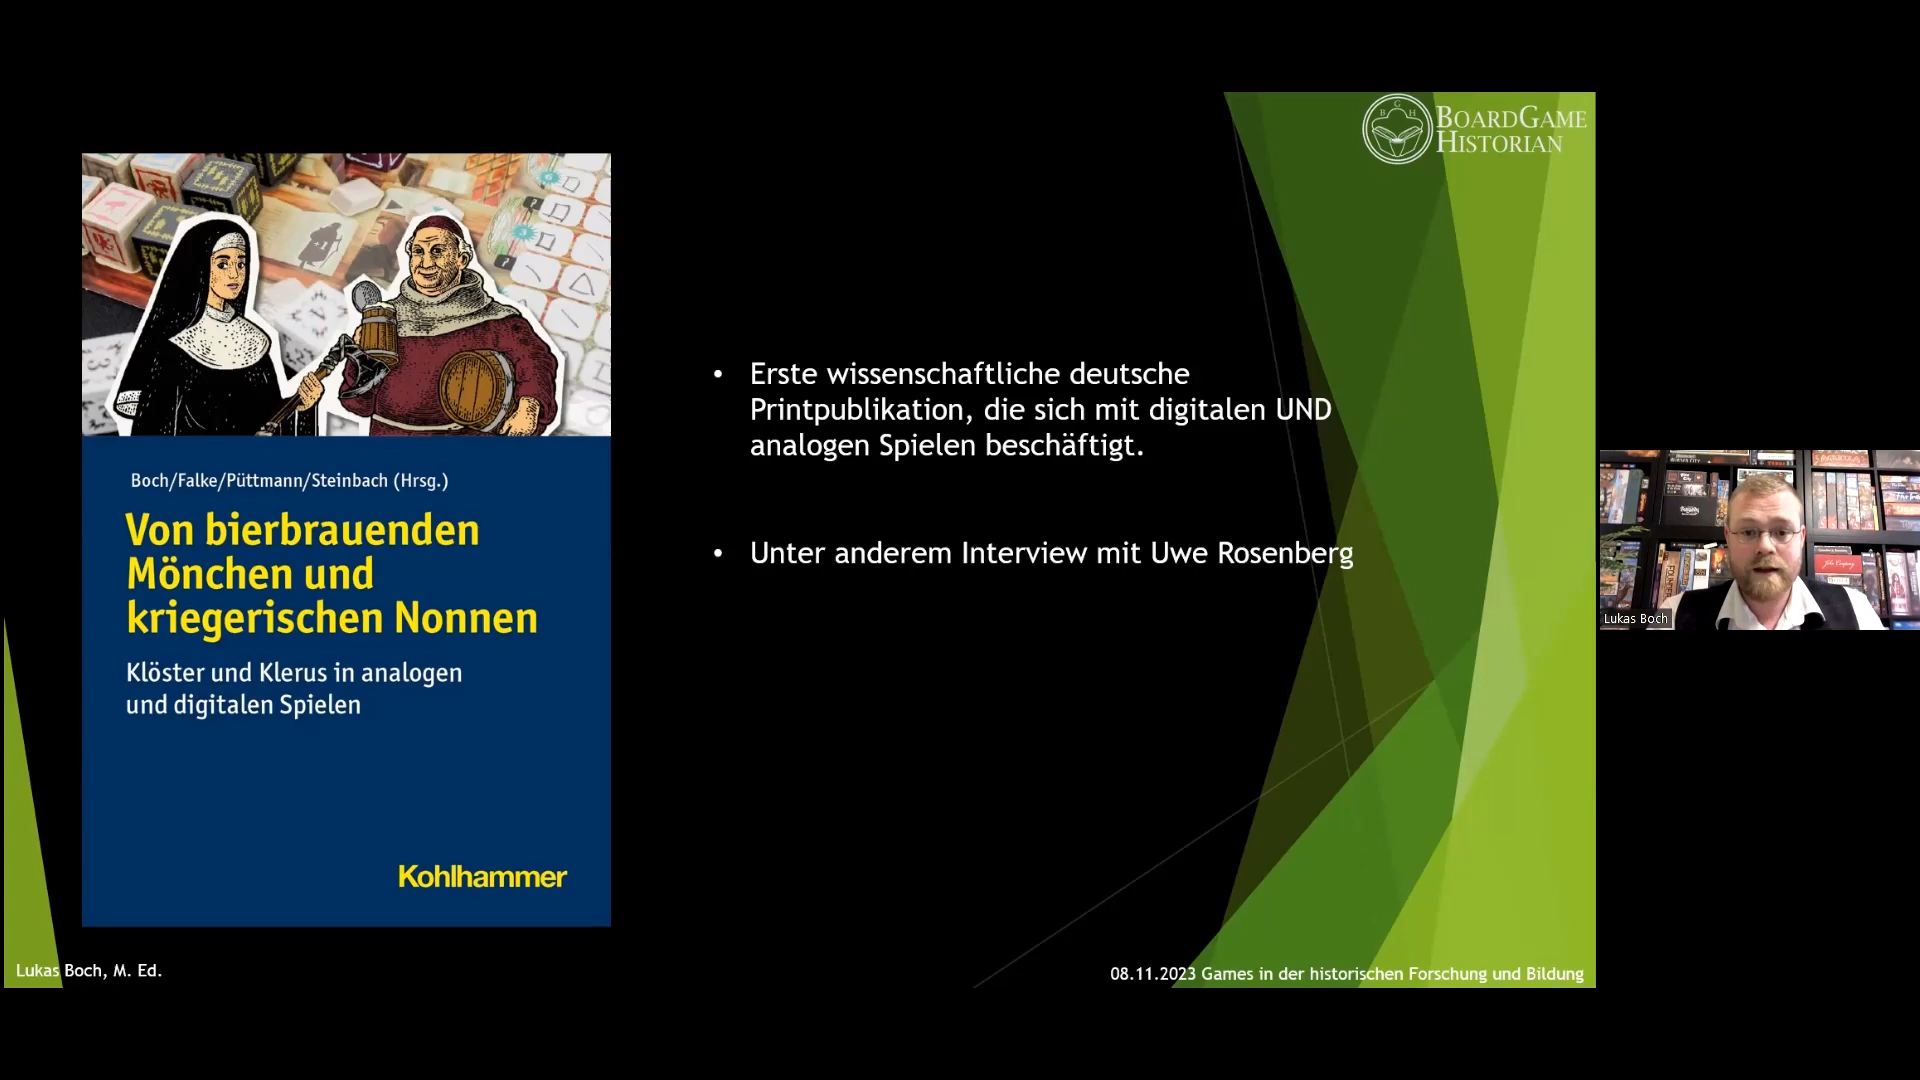 BOARDGAME
HISTORIAN
Boch/Falke/Püttmann/Steinbach (Hrsg.)
Von bierbrauenden
Mönchen und
kriegerischen Nonnen
Klöster und Klerus in analogen
und digitalen Spielen
Kohlhammer
• Erste wissenschaftliche deutsche
Printpublikation, die sich mit digitalen UND
analogen Spielen beschäftigt.
• Unter anderem Interview mit Uwe Rosenberg
Lukas Boch
Lukas Boch, M. Ed.
08.11.2023 Games in der historischen Forschung und Bildung